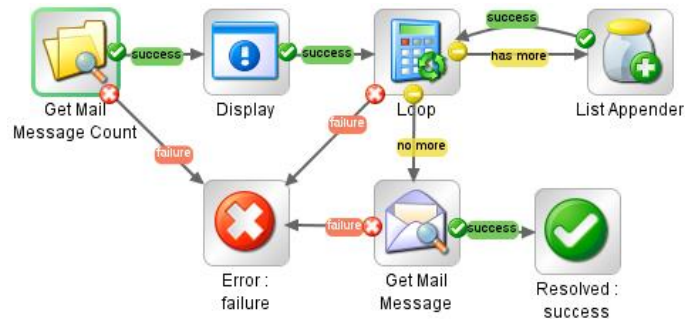 success
success
success
has more
Get Mail
Message Count
Display
Loop
List Appender
failure
failure
no more
failure
success
Error :
failure
Get Mail
Message
Resolved :
success